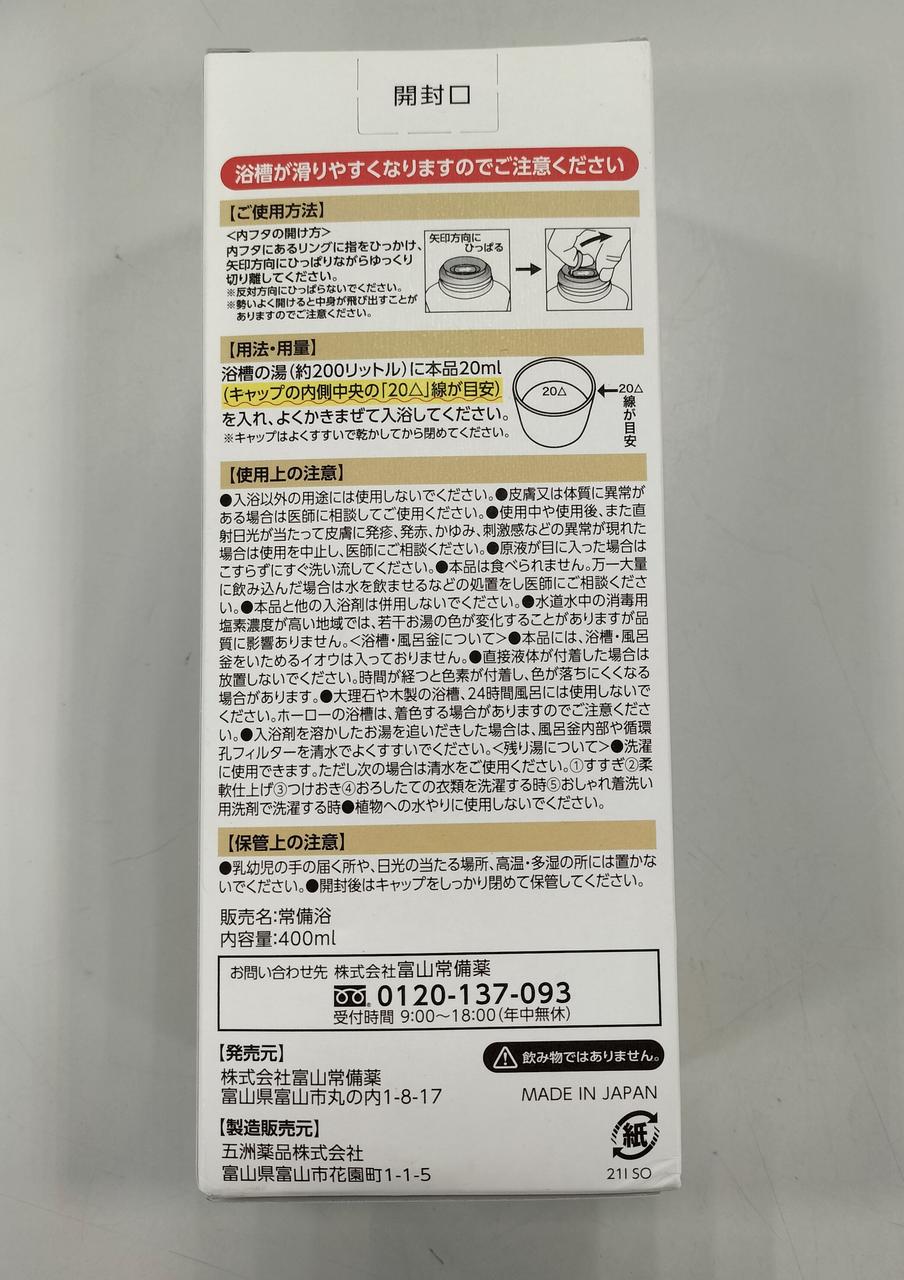 開封口
浴槽が滑りやすくなりますのでご注意ください
【ご使用方法】
<内フタの開け方>
内フタにあるリングに指をひっかけ、
矢印方向にひっぱりながらゆっくり
切り離してください。
※反対方向にひっぱらないでください。
※勢いよく開けると中身が飛び出すことが
ありますのでご注意ください。
矢印方向に
ひっぱる
【用法・用量】
浴槽の湯(約200リットル)に本品20ml
(キャップの内側中央の「20△」線が目安)
を入れ、よくかきまぜて入浴してください。
※キャップはよくすすいで乾かしてから閉めてください。
20△
20△
線が目安
【使用上の注意】
●入浴以外の用途には使用しないでください。●皮膚又は体質に異常が
ある場合は医師に相談してご使用ください。●使用中や使用後、また直
射日光が当たって皮膚に発疹、発赤、かゆみ、刺激感などの異常が現れた
場合は使用を中止し、医師にご相談ください。●原液が目に入った場合は
こすらずにすぐ洗い流してください。●本品は食べられません。万一大量
に飲み込んだ場合は水を飲ませるなどの処置をし医師にご相談くださ
い。●本品と他の入浴剤は併用しないでください。●水道水中の消毒用
塩素濃度が高い地域では、若干お湯の色が変化することがありますが品
質に影響ありません。<浴槽・風呂釜について>●本品には、浴槽・風呂
釜をいためるイオウは入っておりません。●直接液体が付着した場合は
放置しないでください。時間が経つと色素が付着し、色が落ちにくくなる
場合があります。●大理石や木製の浴槽、24時間風呂には使用しないで
ください。ホーローの浴槽は、着色する場合がありますのでご注意くださ
い。●入浴剤を溶かしたお湯を追いだきした場合は、風呂釜内部や循環
孔フィルターを清水でよくすすいでください。<残り湯について>●洗濯
に使用できます。ただし次の場合は清水をご使用ください。①すすぎ②柔
軟仕上げ③つけおき④おろしたての衣類を洗濯する時⑤おしゃれ着洗い
用洗剤で洗濯する時●植物への水やりに使用しないでください。
【保管上の注意】
●乳幼児の手の届く所や、日光の当たる場所、高温・多湿の所には置かな
いでください。●開封後はキャップをしっかり閉めて保管してください。
販売名:常備浴
内容量:400ml
お問い合わせ先 株式会社富山常備薬
0120-137-093
受付時間 9:00～18:00(年中無休)
【発売元】
株式会社富山常備薬
富山県富山市丸の内1-8-17
飲み物ではありません。
MADE IN JAPAN
【製造販売元】
五洲薬品株式会社
富山県富山市花園町1-1-5
紙
21I SO